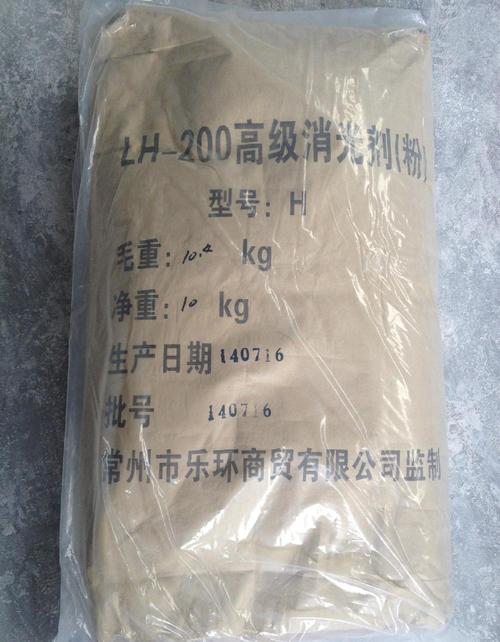 LH-200高级消光剂(粉)
型号: H
毛重: 10.4 kg
净重: 10 kg
生产日期 140716
批号 140716
常州市乐环商贸有限公司监制